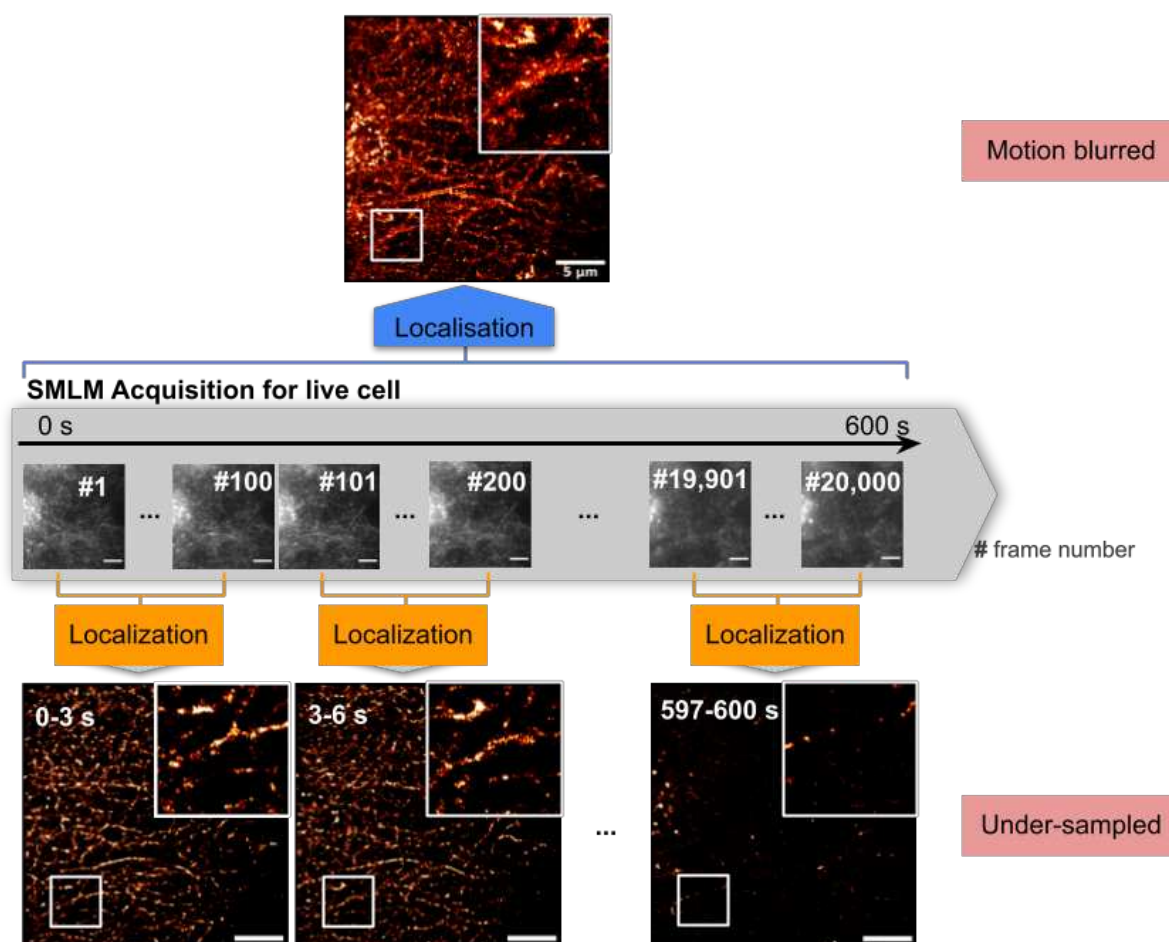 Motion blurred
5 µm
Localisation
SMLM Acquisition for live cell
0 s
600 s
#1
...
#100
#101
...
#200
...
#19,901
...
#20,000
# frame number
Localization
Localization
Localization
0-3 s
3-6 s
...
597-600 s
Under-sampled